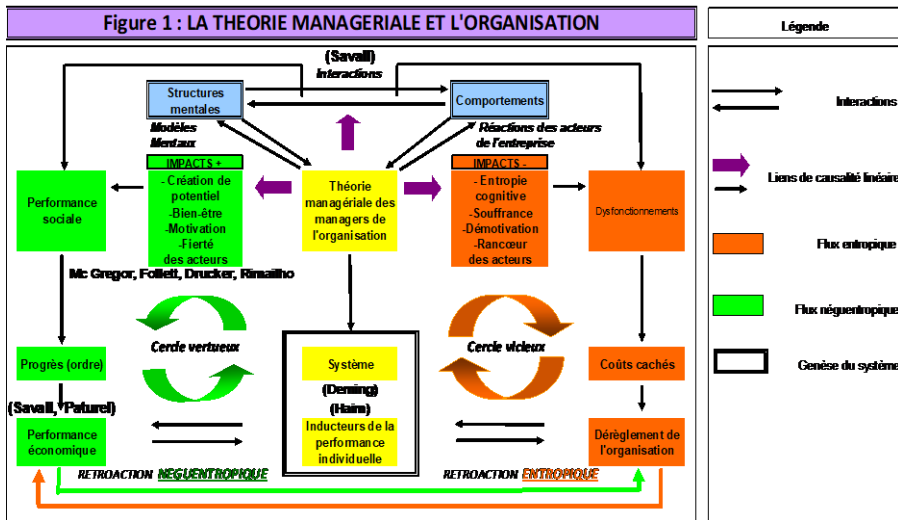 Figure 1 : LA THEORIE MANAGERIALE ET L'ORGANISATION
Légende
(Savall)
Interactions
Structures
mentales
Comportements
Modèles
Mentaux
Réactions des acteurs
de l'entreprise
IMPACTS +
-Création de
potentiel
-Bien-être
-Motivation
-Fierté
des acteurs
IMPACTS -
- Entropie
cognitive
-Souffrance
-Démotivation
-Rancœur
des acteurs
Performance
sociale
Théorie
managériale des
managers de
l'organisation
Dysfonctionnements
Mc Gregor, Follett, Drucker, Rimailho
Cercle vertueux
Cercle vicieux
Progrès (ordre)
Système
Coûts cachés
(Deming)
(Haim)
(Savall, Paturel)
Performance
économique
Inducteurs de la
performance
individuelle
Dérèglement de
l'organisation
RETROACTION NEGUENTROPIQUE
RETROACTION ENTROPIQUE
Interactions
Liens de causalité linéaire
Flux entropique
Flux néguentropique
Genèse du système